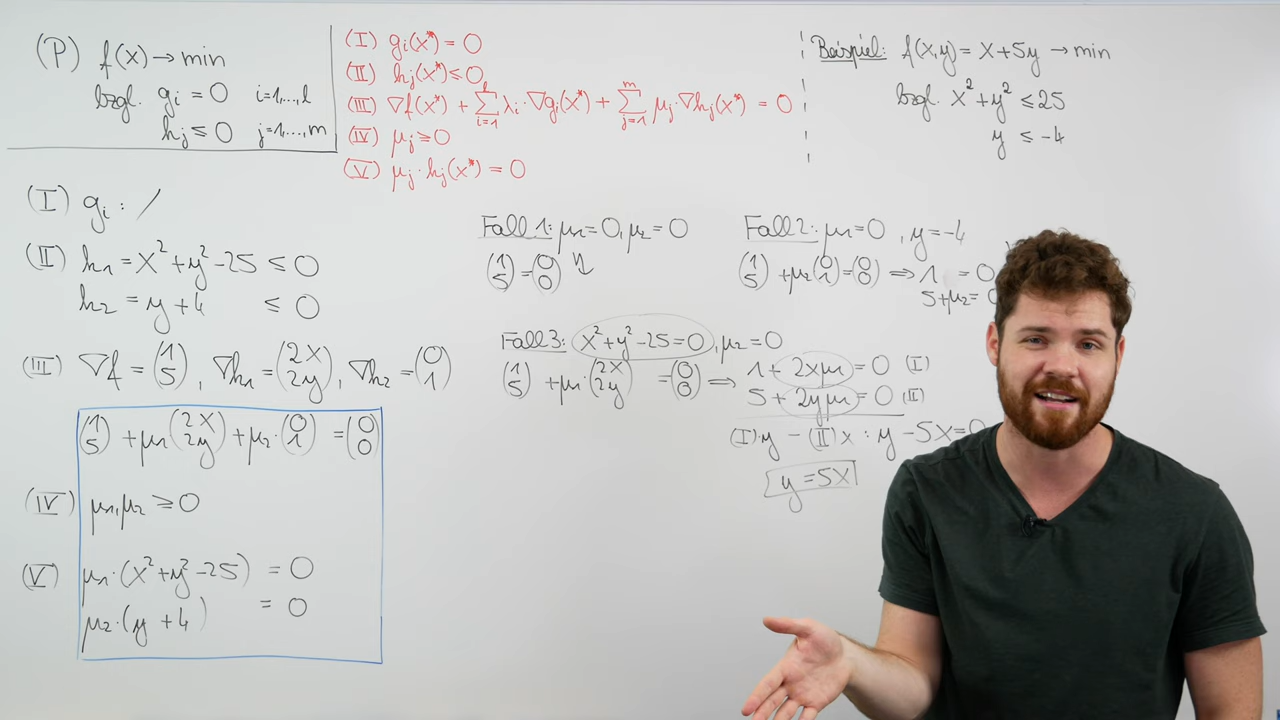 (P) f(x) → min
bzgl. gᵢ = 0 i=1,...,l
hⱼ ≤ 0 j=1,...,m
(I) gᵢ(x*) = 0
(II) hⱼ(x*) ≤ 0
(III) ∇f(x*) + ∑ᵢ₌₁ˡ λᵢ·∇gᵢ(x*) + ∑ⱼ₌₁ᵐ μⱼ·∇hⱼ(x*) = 0
(IV) μⱼ ≥ 0
(V) μⱼ·hⱼ(x*) = 0
Beispiel: f(x,y) = x+5y → min
bzgl. x²+y² ≤ 25
y ≤ -4
(I) gᵢ : /
(II) h₁ = x²+y²-25 ≤ 0
h₂ = y+4 ≤ 0
(III) ∇f = (1 5), ∇h₁ = (2x 2y), ∇h₂ = (0 1)
(1 5) + μ₁(2x 2y) + μ₂·(0 1) = (0 0)
(IV) μ₁,μ₂ ≥ 0
(V) μ₁·(x²+y²-25) = 0
μ₂·(y+4) = 0
Fall 1: μ₁=0, μ₂=0
(1 5) = (0 0) ↯
Fall 2: μ₁=0, y=-4
(1 5) + μ₂(0 1) = (0 0) ⇒ 1 = 0
5+μ₂ = 0
Fall 3: x²+y²-25=0, μ₂=0
(1 5) + μ₁·(2x 2y) = (0 0) ⇒ 1 + 2xμ₁ = 0 (I)
5 + 2yμ₁ = 0 (II)
(I)·y - (II)·x : y - 5x = 0
y = 5x